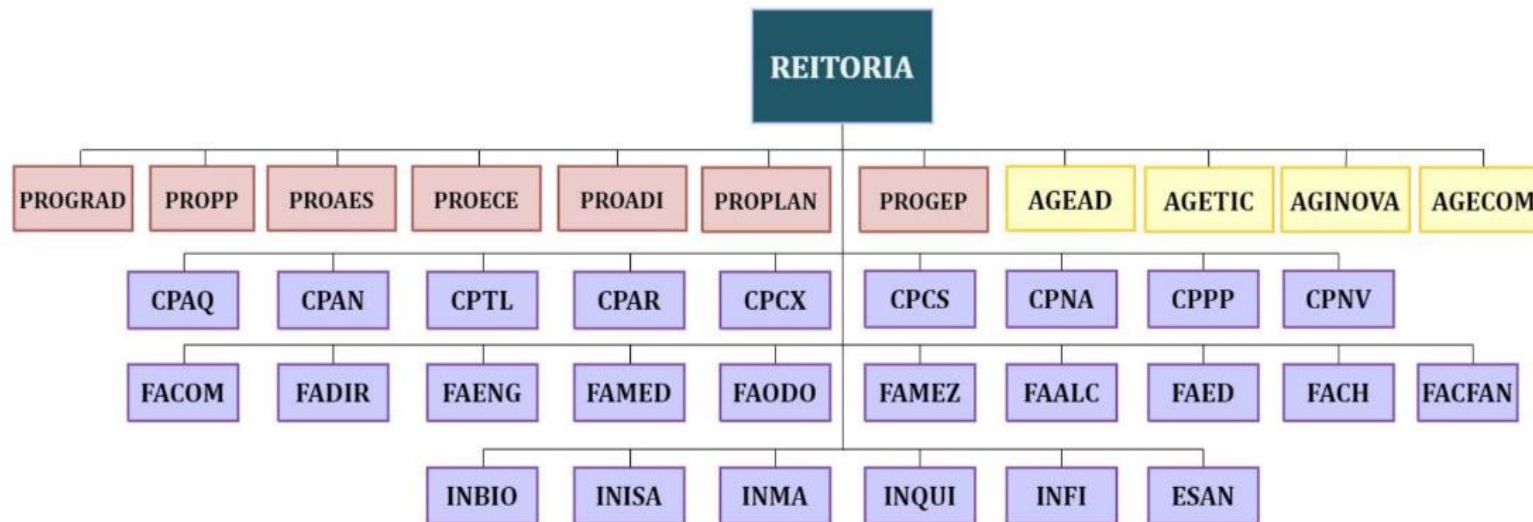 REITORIA
PROGRAD PROPP PROAES PROECE PROADI PROPLAN PROGEP AGEAD AGETIC AGINOVA AGECOM
CPAQ CPAN CPTL CPAR CPCX CPCS CPNA CPPP CPNV
FACOM FADIR FAENG FAMED FAODO FAMEZ FAALC FAED FACH FACFAN
INBIO INISA INMA INQUI INFI ESAN